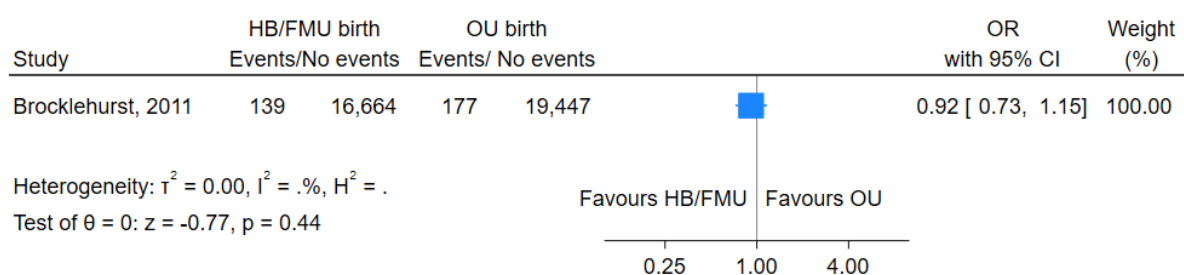 HB/FMU birth OU birth OR Weight
Study Events/No events Events/ No events with 95% CI (%)
Brocklehurst, 2011 139 16,664 177 19,447 0.92 [ 0.73, 1.15] 100.00
Heterogeneity: τ² = 0.00, I² = .%, H² = .
Favours HB/FMU Favours OU
Test of θ = 0: z = -0.77, p = 0.44
0.25 1.00 4.00